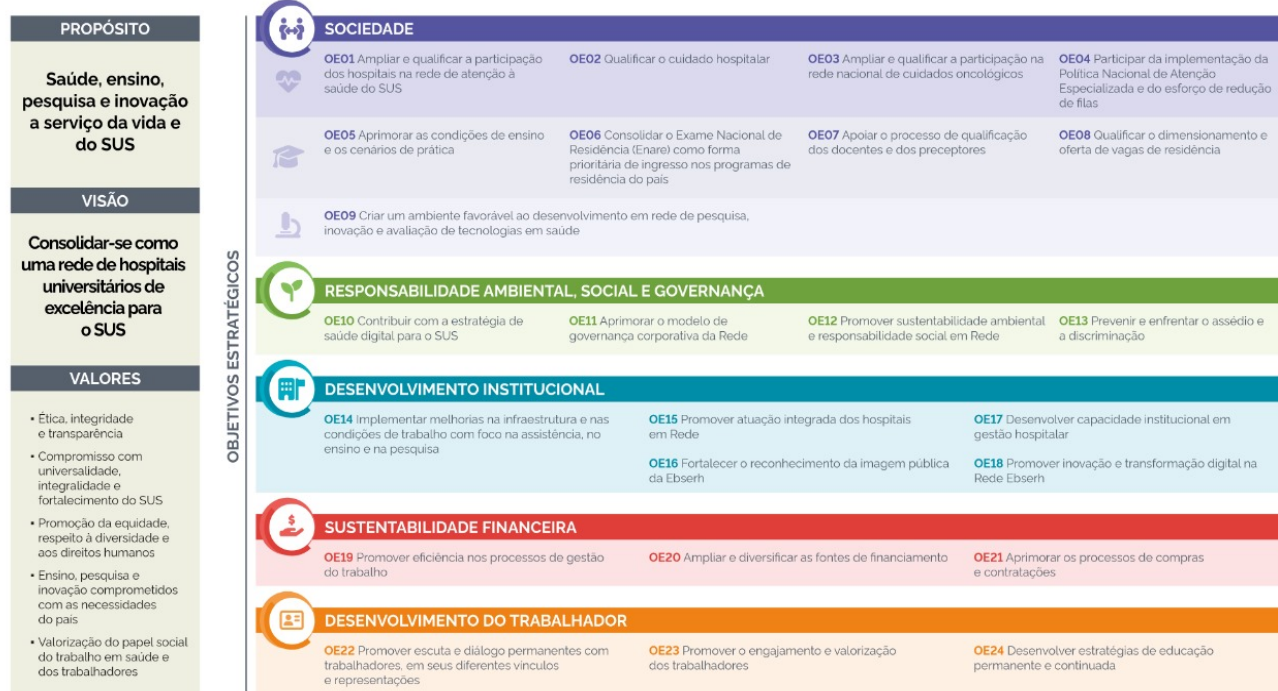 PROPÓSITO
Saúde, ensino,
pesquisa e inovação
a serviço da vida e
do SUS
VISÃO
Consolidar-se como
uma rede de hospitais
universitários de
excelência para
o SUS
VALORES
• Ética, integridade
e transparência
• Compromisso com
universalidade,
integralidade e
fortalecimento do SUS
• Promoção da equidade,
respeito à diversidade e
aos direitos humanos
• Ensino, pesquisa e
inovação comprometidos
com as necessidades
do país
• Valorização do papel social
do trabalho em saúde e
dos trabalhadores
OBJETIVOS ESTRATÉGICOS
SOCIEDADE
OE01 Ampliar e qualificar a participação
dos hospitais na rede de atenção à
saúde do SUS
OE02 Qualificar o cuidado hospitalar
OE03 Ampliar e qualificar a participação na
rede nacional de cuidados oncológicos
OE04 Participar da implementação da
Política Nacional de Atenção
Especializada e do esforço de redução
de filas
OE05 Aprimorar as condições de ensino
e os cenários de prática
OE06 Consolidar o Exame Nacional de
Residência (Enare) como forma
prioritária de ingresso nos programas de
residência do país
OE07 Apoiar o processo de qualificação
dos docentes e dos preceptores
OE08 Qualificar o dimensionamento e
oferta de vagas de residência
OE09 Criar um ambiente favorável ao desenvolvimento em rede de pesquisa,
inovação e avaliação de tecnologias em saúde
RESPONSABILIDADE AMBIENTAL, SOCIAL E GOVERNANÇA
OE10 Contribuir com a estratégia de
saúde digital para o SUS
OE11 Aprimorar o modelo de
governança corporativa da Rede
OE12 Promover sustentabilidade ambiental
e responsabilidade social em Rede
OE13 Prevenir e enfrentar o assédio e
a discriminação
DESENVOLVIMENTO INSTITUCIONAL
OE14 Implementar melhorias na infraestrutura e nas
condições de trabalho com foco na assistência, no
ensino e na pesquisa
OE15 Promover atuação integrada dos hospitais
em Rede
OE16 Fortalecer o reconhecimento da imagem pública
da Ebserh
OE17 Desenvolver capacidade institucional em
gestão hospitalar
OE18 Promover inovação e transformação digital na
Rede Ebserh
SUSTENTABILIDADE FINANCEIRA
OE19 Promover eficiência nos processos de gestão
do trabalho
OE20 Ampliar e diversificar as fontes de financiamento
OE21 Aprimorar os processos de compras
e contratações
DESENVOLVIMENTO DO TRABALHADOR
OE22 Promover escuta e diálogo permanentes com
trabalhadores, em seus diferentes vínculos
e representações
OE23 Promover o engajamento e valorização
dos trabalhadores
OE24 Desenvolver estratégias de educação
permanente e continuada